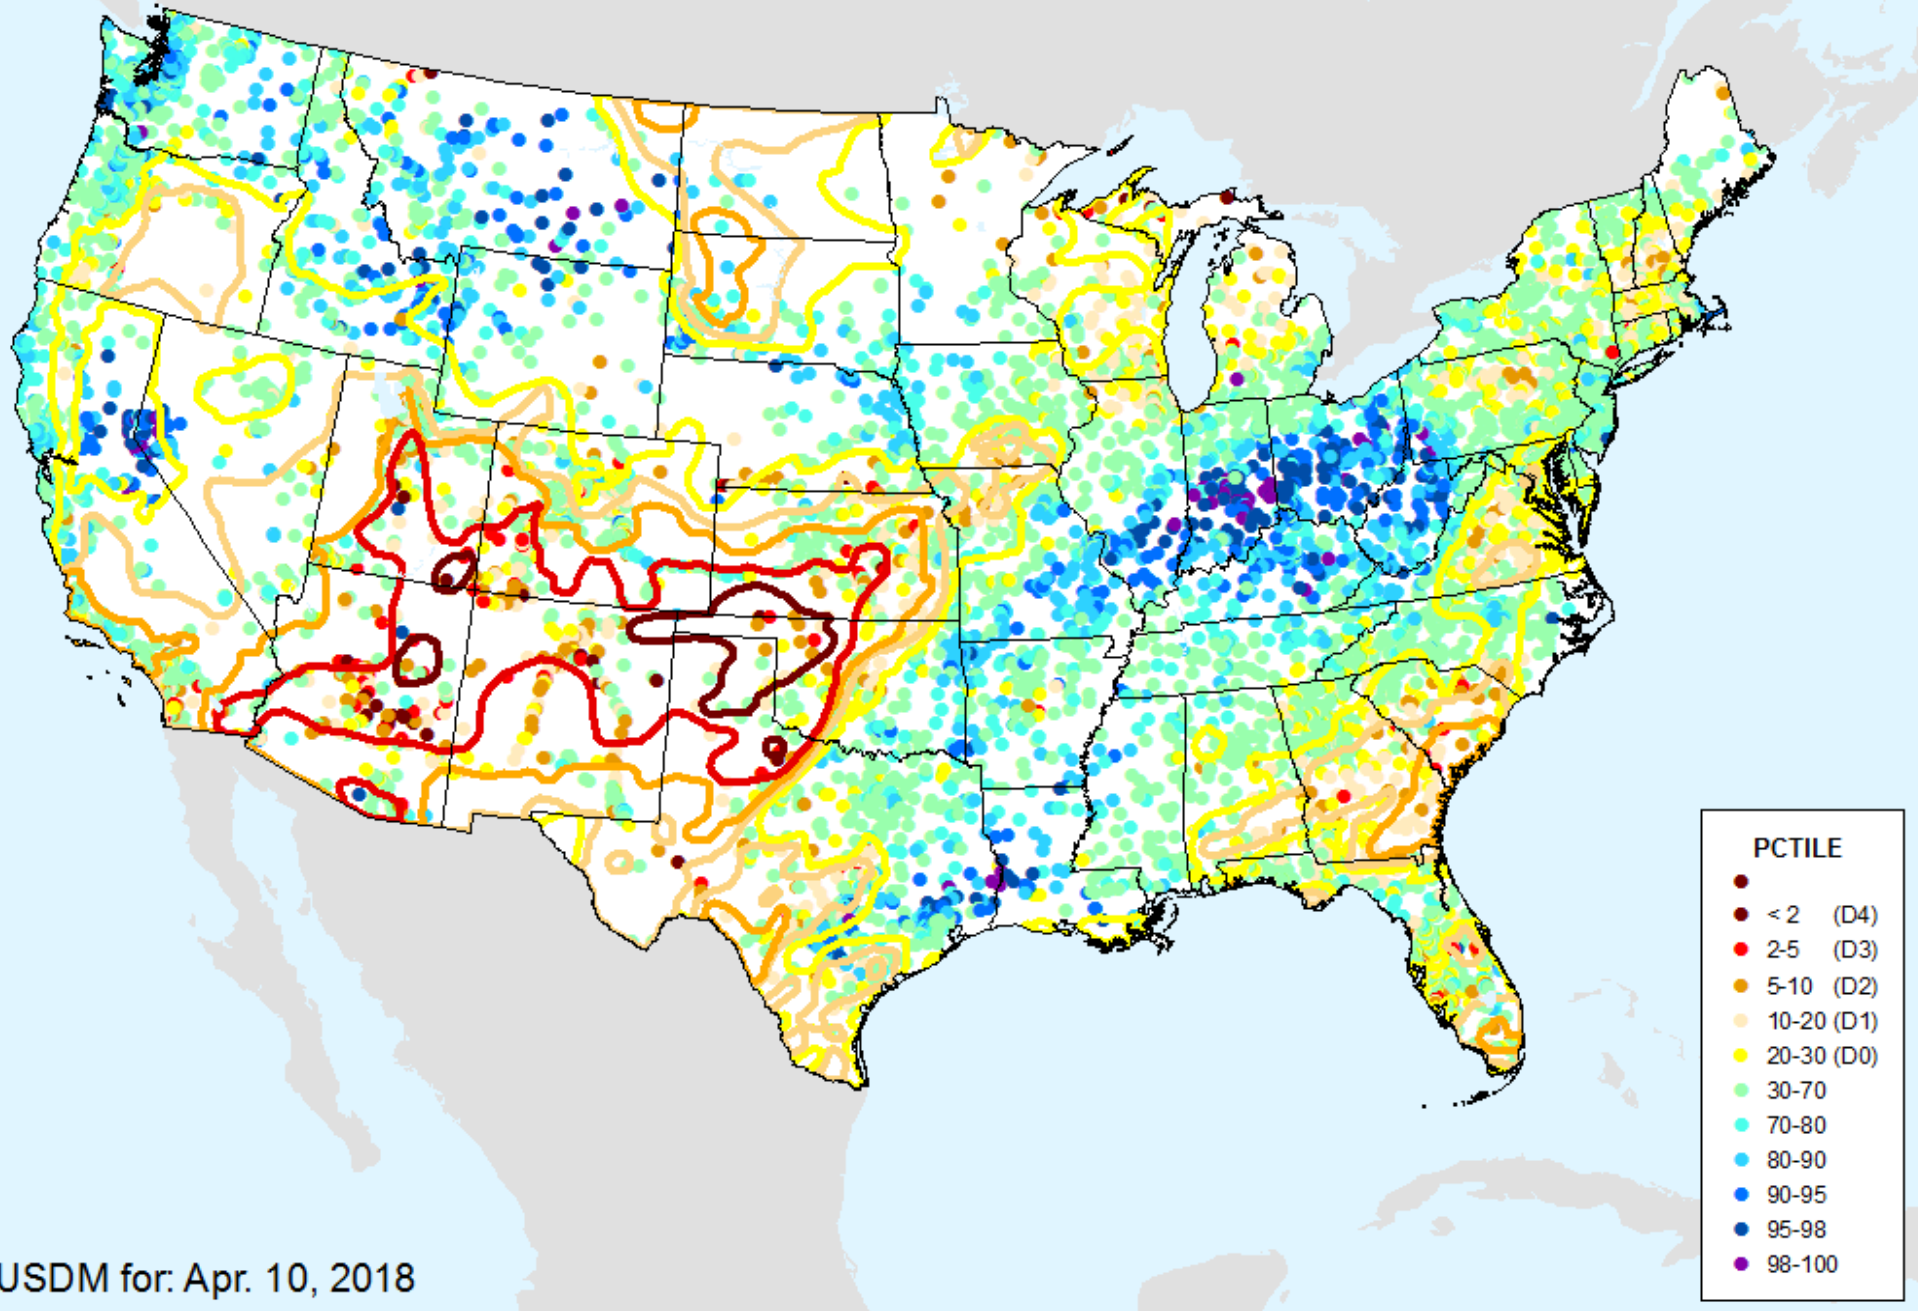 PCTILE
< 2 (D4)
2-5 (D3)
5-10 (D2)
10-20 (D1)
20-30 (D0)
30-70
70-80
80-90
90-95
95-98
98-100
USDM for: Apr. 10, 2018